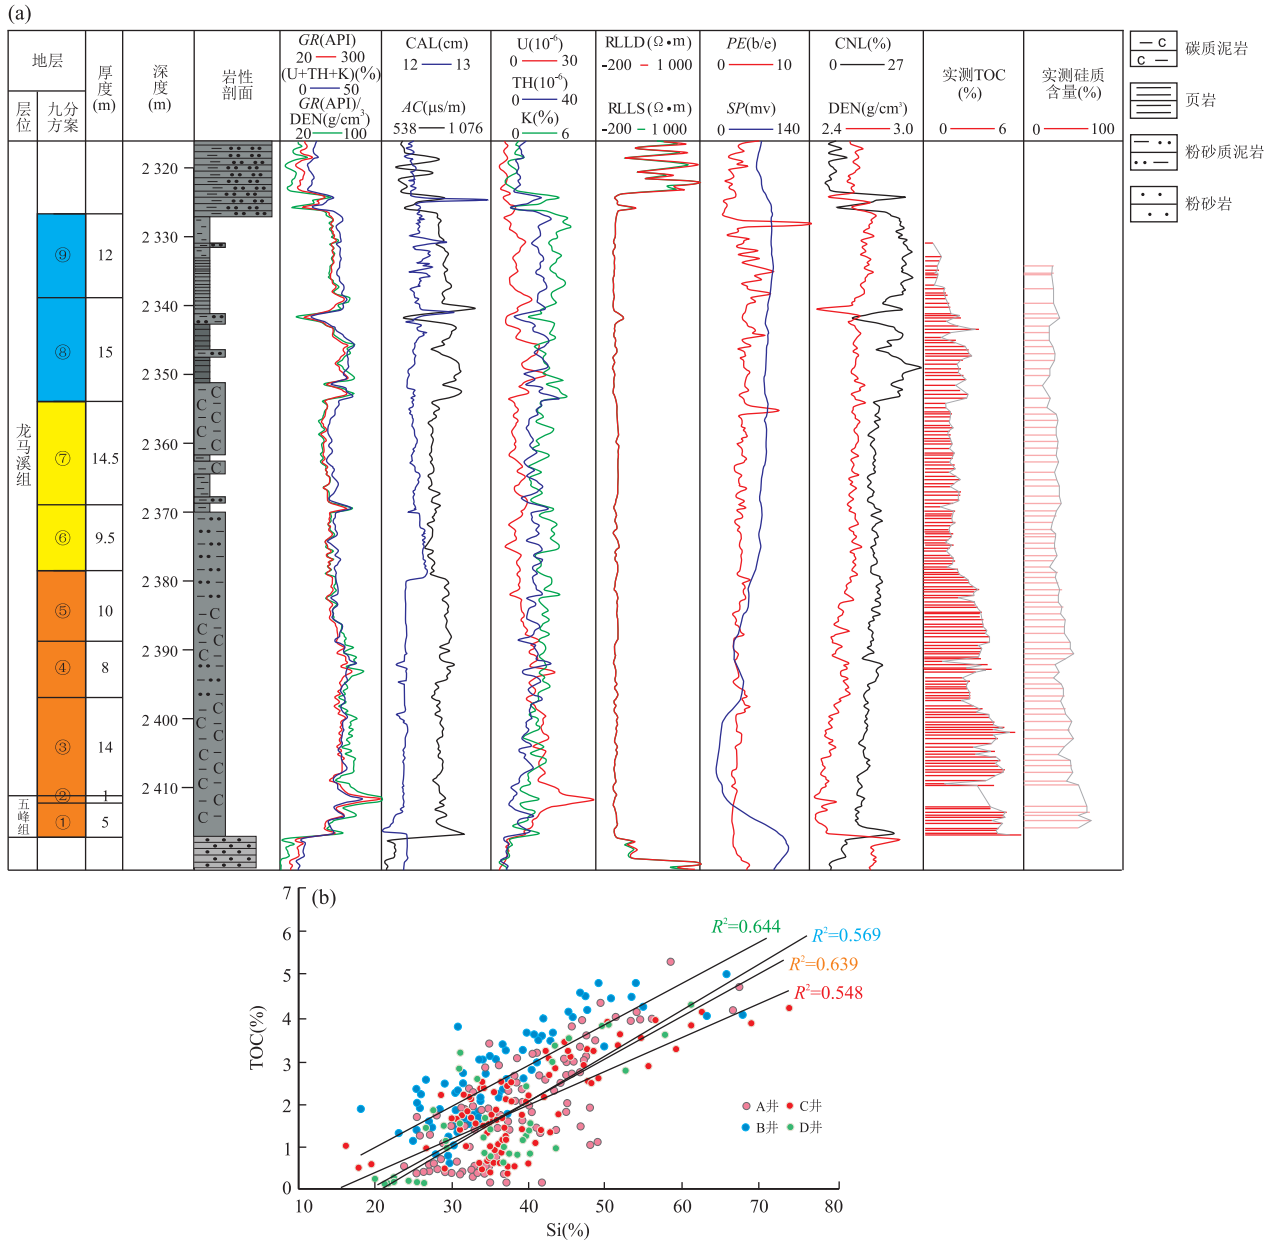 (a)
地层
层位
九分方案
厚度(m)
深度(m)
岩性剖面
GR(API)
20 300
(U+TH+K)(%)
0 50
GR(API)/
DEN(g/cm³)
20 100
CAL(cm)
12 13
AC(μs/m)
538 1 076
U(10⁻⁶)
0 30
TH(10⁻⁶)
0 40
K(%)
0 6
RLLD(Ω·m)
-200 1 000
RLLS(Ω·m)
-200 1 000
PE(b/e)
0 10
SP(mv)
0 140
CNL(%)
0 27
DEN(g/cm³)
2.4 3.0
实测TOC
(%)
0 6
实测硅质
含量(%)
0 100
C
C
碳质泥岩
页岩
粉砂质泥岩
粉砂岩
龙马溪组
五峰组
⑨ 12
⑧ 15
⑦ 14.5
⑥ 9.5
⑤ 10
④ 8
③ 14
② 1
① 5
2 320
2 330
2 340
2 350
2 360
2 370
2 380
2 390
2 400
2 410
(b)
TOC(%)
7
6
5
4
3
2
1
0
R²=0.644
R²=0.569
R²=0.639
R²=0.548
A井 C井
B井 D井
10 20 30 40 50 60 70 80
Si(%)